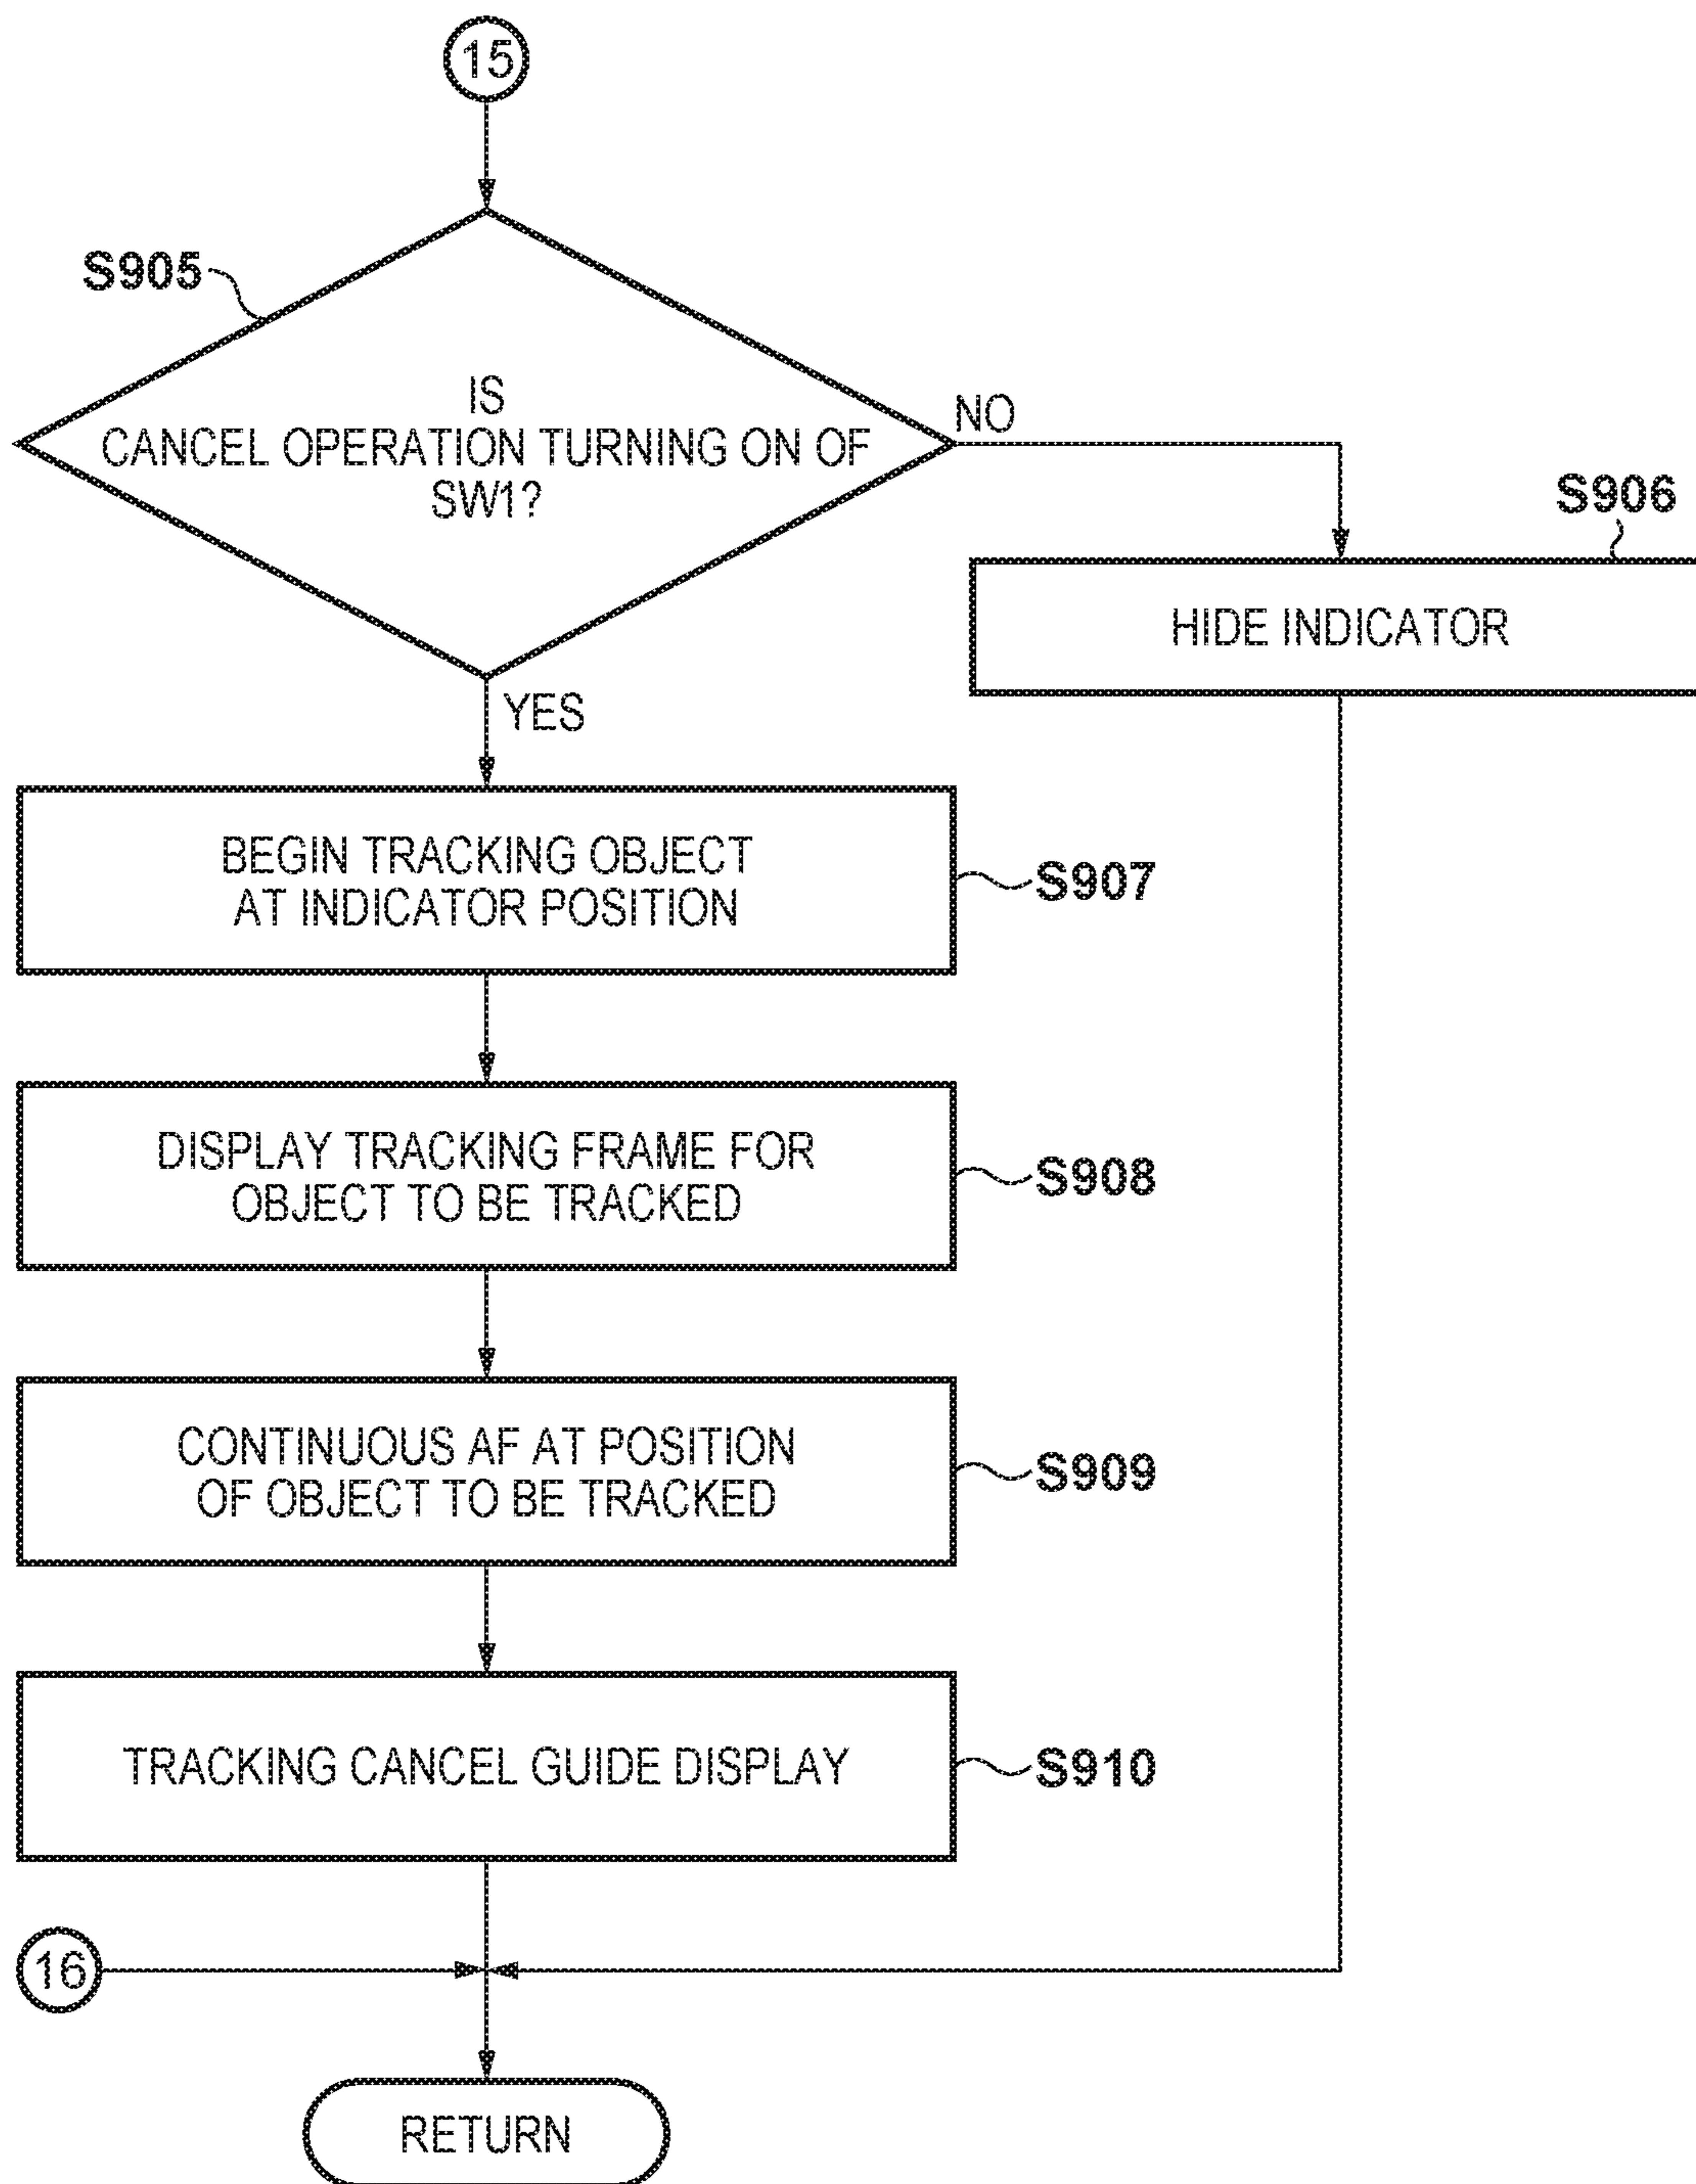 15
S905
IS
CANCEL OPERATION TURNING ON OF
SW1?
NO
S906
HIDE INDICATOR
YES
BEGIN TRACKING OBJECT
AT INDICATOR POSITION
S907
DISPLAY TRACKING FRAME FOR
OBJECT TO BE TRACKED
S908
CONTINUOUS AF AT POSITION
OF OBJECT TO BE TRACKED
S909
TRACKING CANCEL GUIDE DISPLAY
S910
16
RETURN